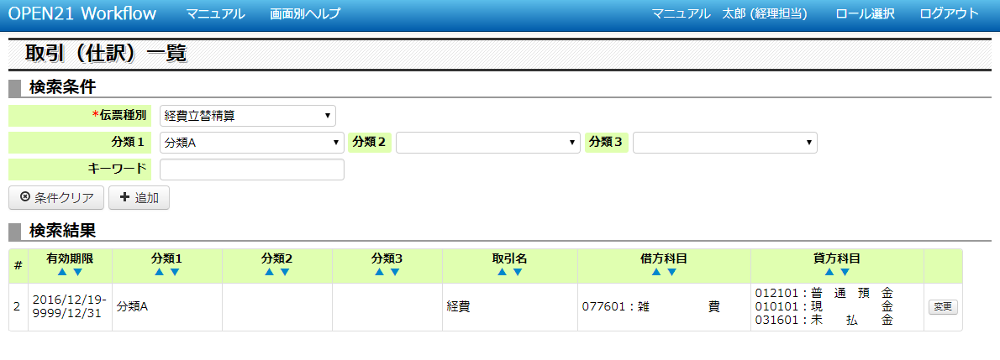 OPEN21 Workflow マニュアル 画面別ヘルプ マニュアル 太郎 (経理担当) ロール選択 ログアウト
取引（仕訳）一覧
検索条件
*伝票種別 経費立替精算
分類１ 分類A 分類２ 分類３
キーワード
条件クリア 追加
検索結果
# 有効期限 分類1 分類2 分類3 取引名 借方科目 貸方科目
▲ ▼ ▲ ▼ ▲ ▼ ▲ ▼ ▲ ▼ ▲ ▼ ▲ ▼
2 2016/12/19-9999/12/31 分類A 経費 077601：雑　　　　　費 012101：普　通　預　金 変更
010101：現　　　　　金
031601：未　　払　　金